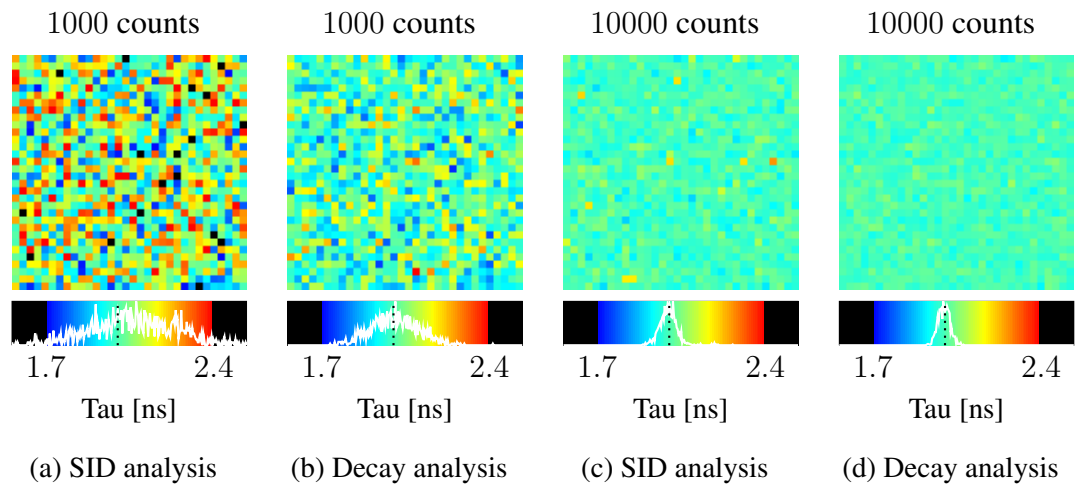 1000 counts 1000 counts 10000 counts 10000 counts
1.7 2.4 1.7 2.4 1.7 2.4 1.7 2.4
Tau [ns] Tau [ns] Tau [ns] Tau [ns]
(a) SID analysis (b) Decay analysis (c) SID analysis (d) Decay analysis